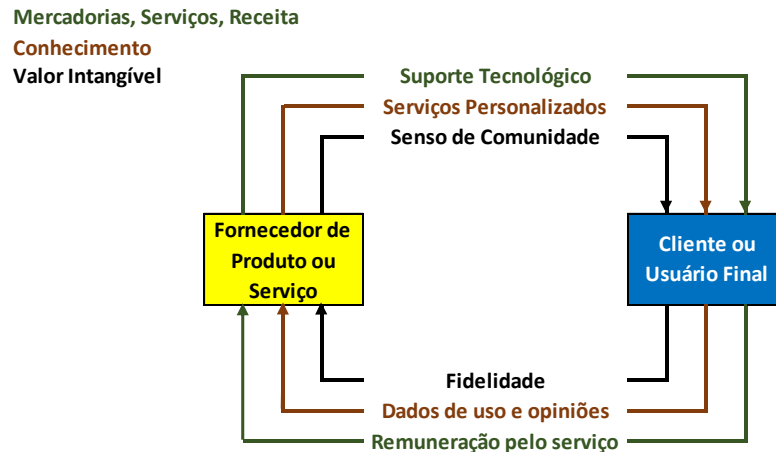 Mercadorias, Serviços, Receita
Conhecimento
Valor Intangível
Suporte Tecnológico
Serviços Personalizados
Senso de Comunidade
Fornecedor de
Produto ou
Serviço
Cliente ou
Usuário Final
Fidelidade
Dados de uso e opiniões
Remuneração pelo serviço